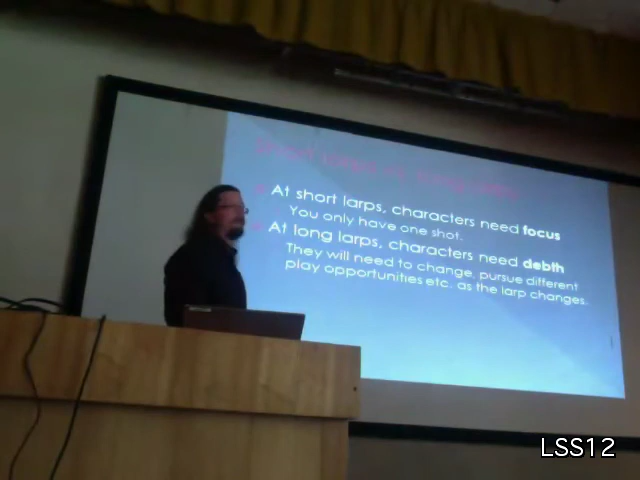 At short larps, characters need focus
You only have one shot.
At long larps, characters need debth
They will need to change, pursue different
play opportunities etc. as the larp changes.
LSS12